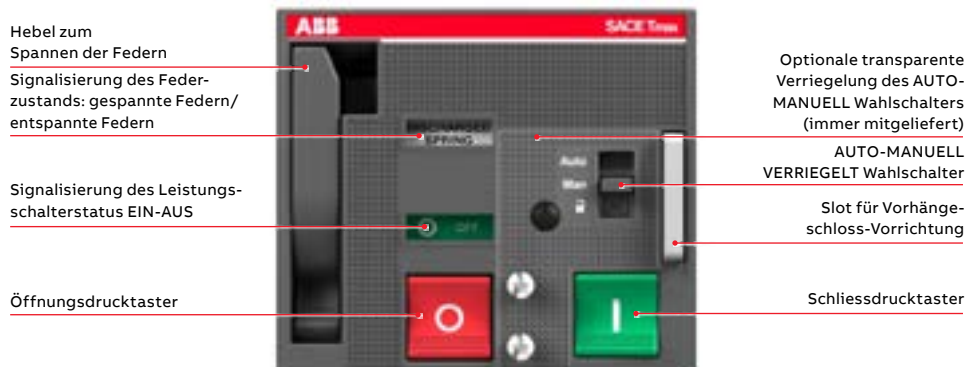 Hebel zum
Spannen der Federn
Signalisierung des Feder-
zustands: gespannte Federn/
entspannte Federn
Signalisierung des Leistungs-
schalterstatus EIN-AUS
Öffnungsdrucktaster
ABB
SACE Tmax
SPRING
Auto
Man
OFF
O
I
Optionale transparente
Verriegelung des AUTO-
MANUELL Wahlschalters
(immer mitgeliefert)
AUTO-MANUELL
VERRIEGELT Wahlschalter
Slot für Vorhänge-
schloss-Vorrichtung
Schliessdrucktaster